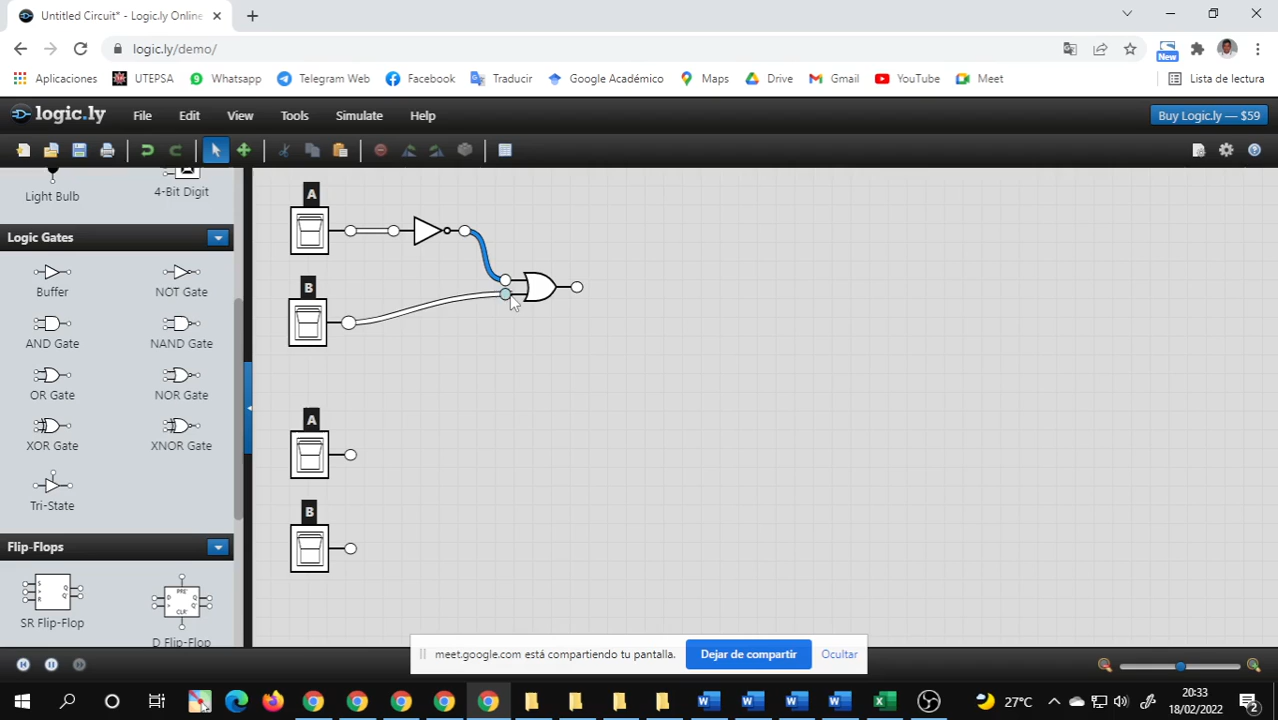 Untitled Circuit* - Logic.ly Online
logic.ly/demo/
New
Aplicaciones
UTEPSA
Whatsapp
Telegram Web
Facebook
Traducir
Google Académico
Maps
Drive
Gmail
YouTube
Meet
Lista de lectura
logic.ly
File
Edit
View
Tools
Simulate
Help
Buy Logic.ly — $59
Light Bulb
4-Bit Digit
Logic Gates
Buffer
NOT Gate
AND Gate
NAND Gate
OR Gate
NOR Gate
XOR Gate
XNOR Gate
Tri-State
Flip-Flops
SR Flip-Flop
D Flip-Flop
A
B
A
B
meet.google.com está compartiendo tu pantalla.
Dejar de compartir
Ocultar
27°C
20:33
18/02/2022
2